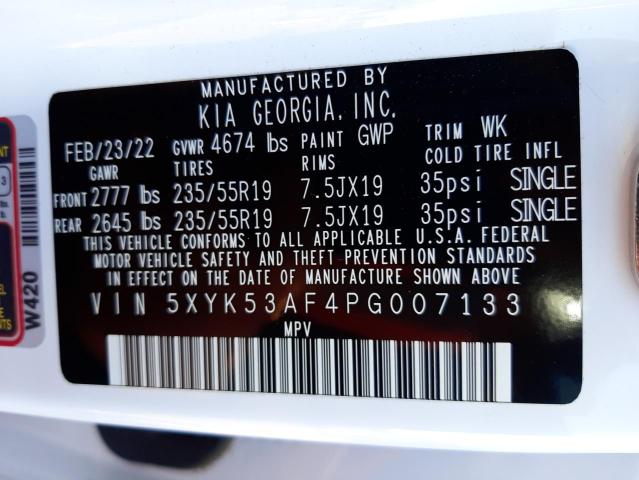 MANUFACTURED BY
KIA GEORGIA, INC.
FEB/23/22 GVWR 4674 lbs PAINT GWP TRIM WK
GAWR TIRES RIMS COLD TIRE INFL
FRONT 2777 lbs 235/55R19 7.5JX19 35psi SINGLE
REAR 2645 lbs 235/55R19 7.5JX19 35psi SINGLE
THIS VEHICLE CONFORMS TO ALL APPLICABLE U.S.A. FEDERAL
MOTOR VEHICLE SAFETY AND THEFT PREVENTION STANDARDS
IN EFFECT ON THE DATE OF MANUFACTURE SHOWN ABOVE.
VIN 5XYK53AF4PG007133
MPV
W420
3